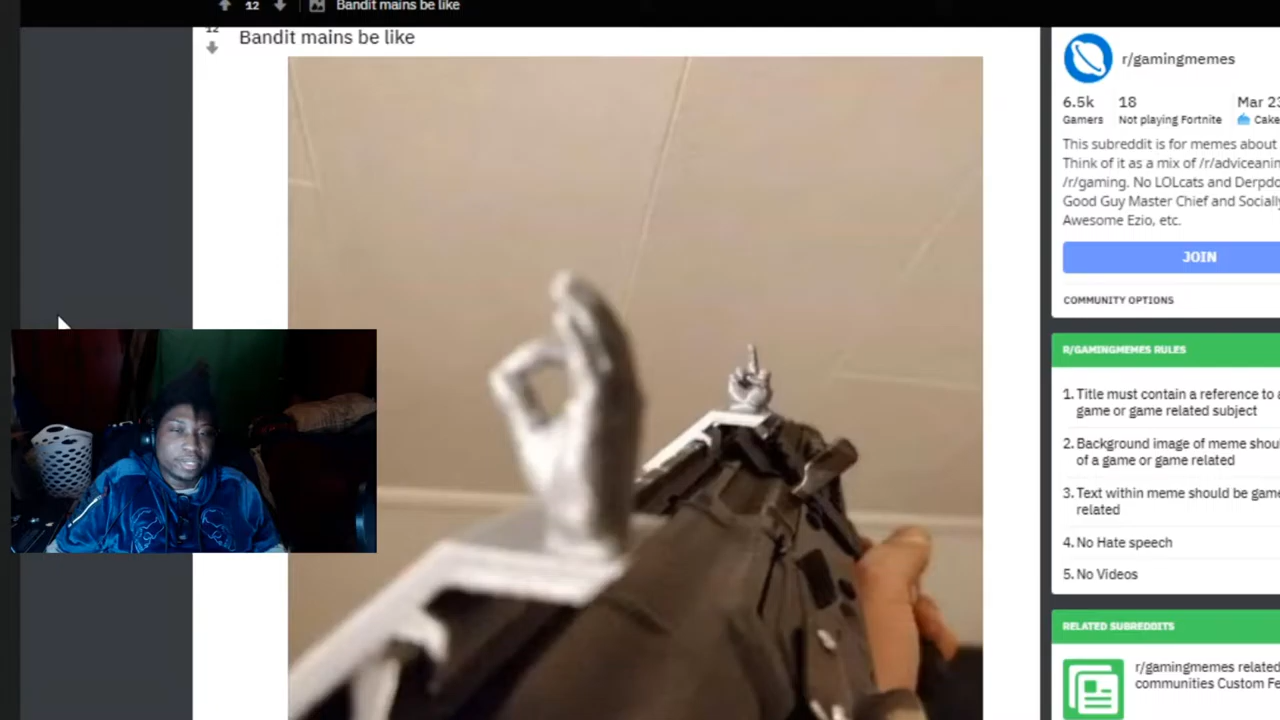 12
Bandit mains be like
12
Bandit mains be like
r/gamingmemes
6.5k
18
Mar 23
Gamers
Not playing Fortnite
Cake
This subreddit is for memes about
Think of it as a mix of /r/adviceanim
/r/gaming. No LOLcats and Derpdo
Good Guy Master Chief and Socially
Awesome Ezio, etc.
JOIN
COMMUNITY OPTIONS
R/GAMINGMEMES RULES
1. Title must contain a reference to a
game or game related subject
2. Background image of meme shou
of a game or game related
3. Text within meme should be game
related
4. No Hate speech
5. No Videos
RELATED SUBREDDITS
r/gamingmemes related
communities Custom Fe